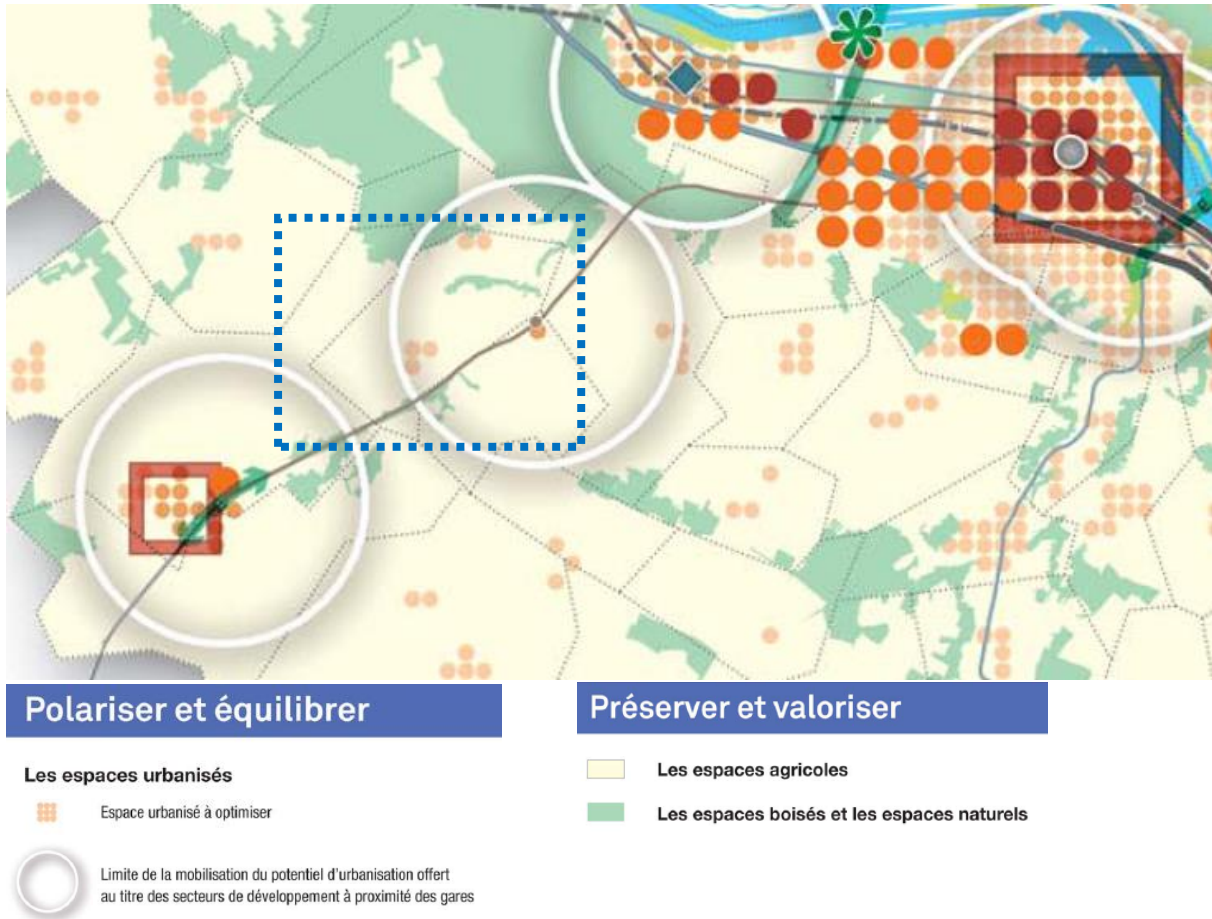 Polariser et équilibrer
Les espaces urbanisés
Espace urbanisé à optimiser
Limite de la mobilisation du potentiel d'urbanisation offert
au titre des secteurs de développement à proximité des gares
Préserver et valoriser
Les espaces agricoles
Les espaces boisés et les espaces naturels